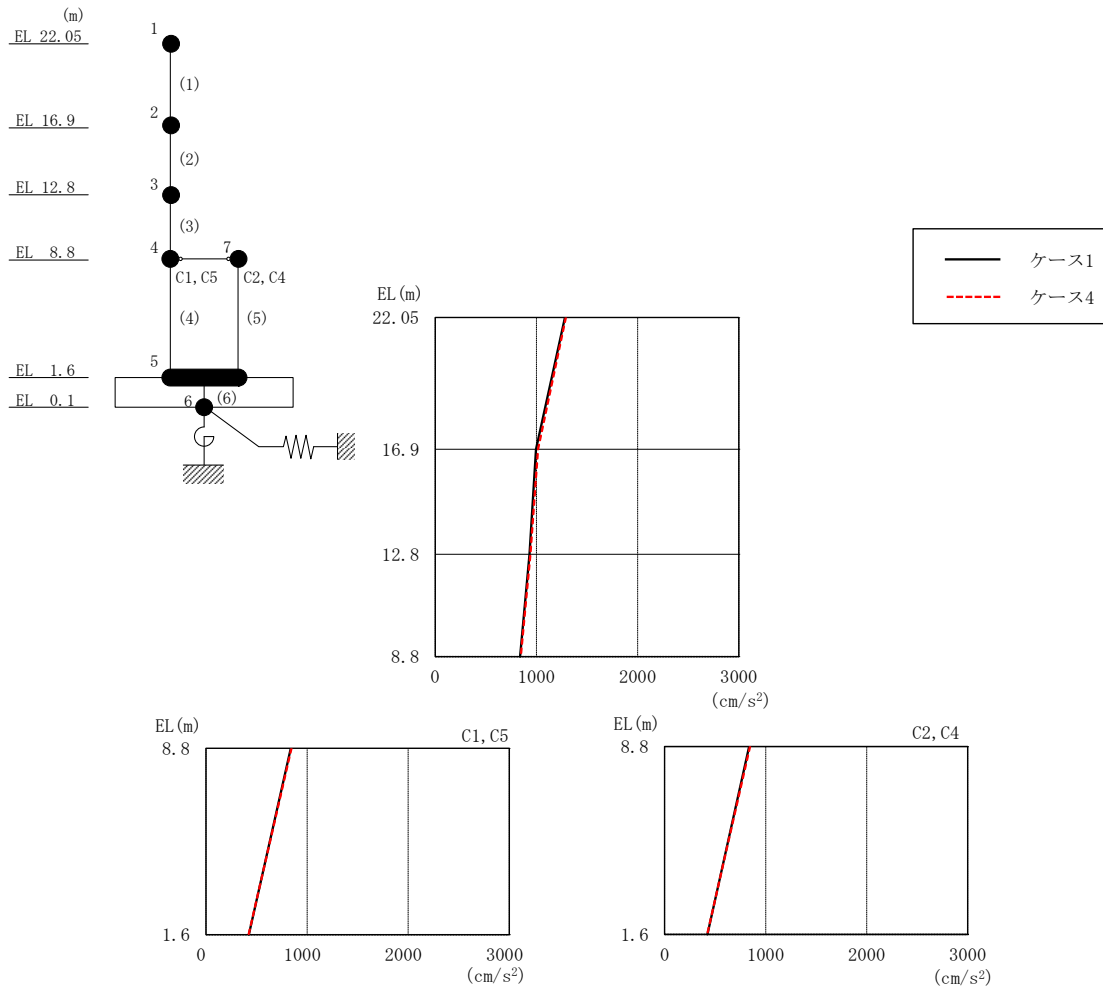 (m)
EL 22.05
1
(1)
EL 16.9
2
(2)
EL 12.8
3
(3)
EL 8.8
4
7
C1,C5
C2,C4
(4)
(5)
EL 1.6
5
EL 0.1
6
(6)
ケース1
ケース4
EL(m)
22.05
16.9
12.8
8.8
0 1000 2000 3000
(cm/s²)
EL(m)
C1,C5
8.8
1.6
0 1000 2000 3000
(cm/s²)
EL(m)
C2,C4
8.8
1.6
0 1000 2000 3000
(cm/s²)